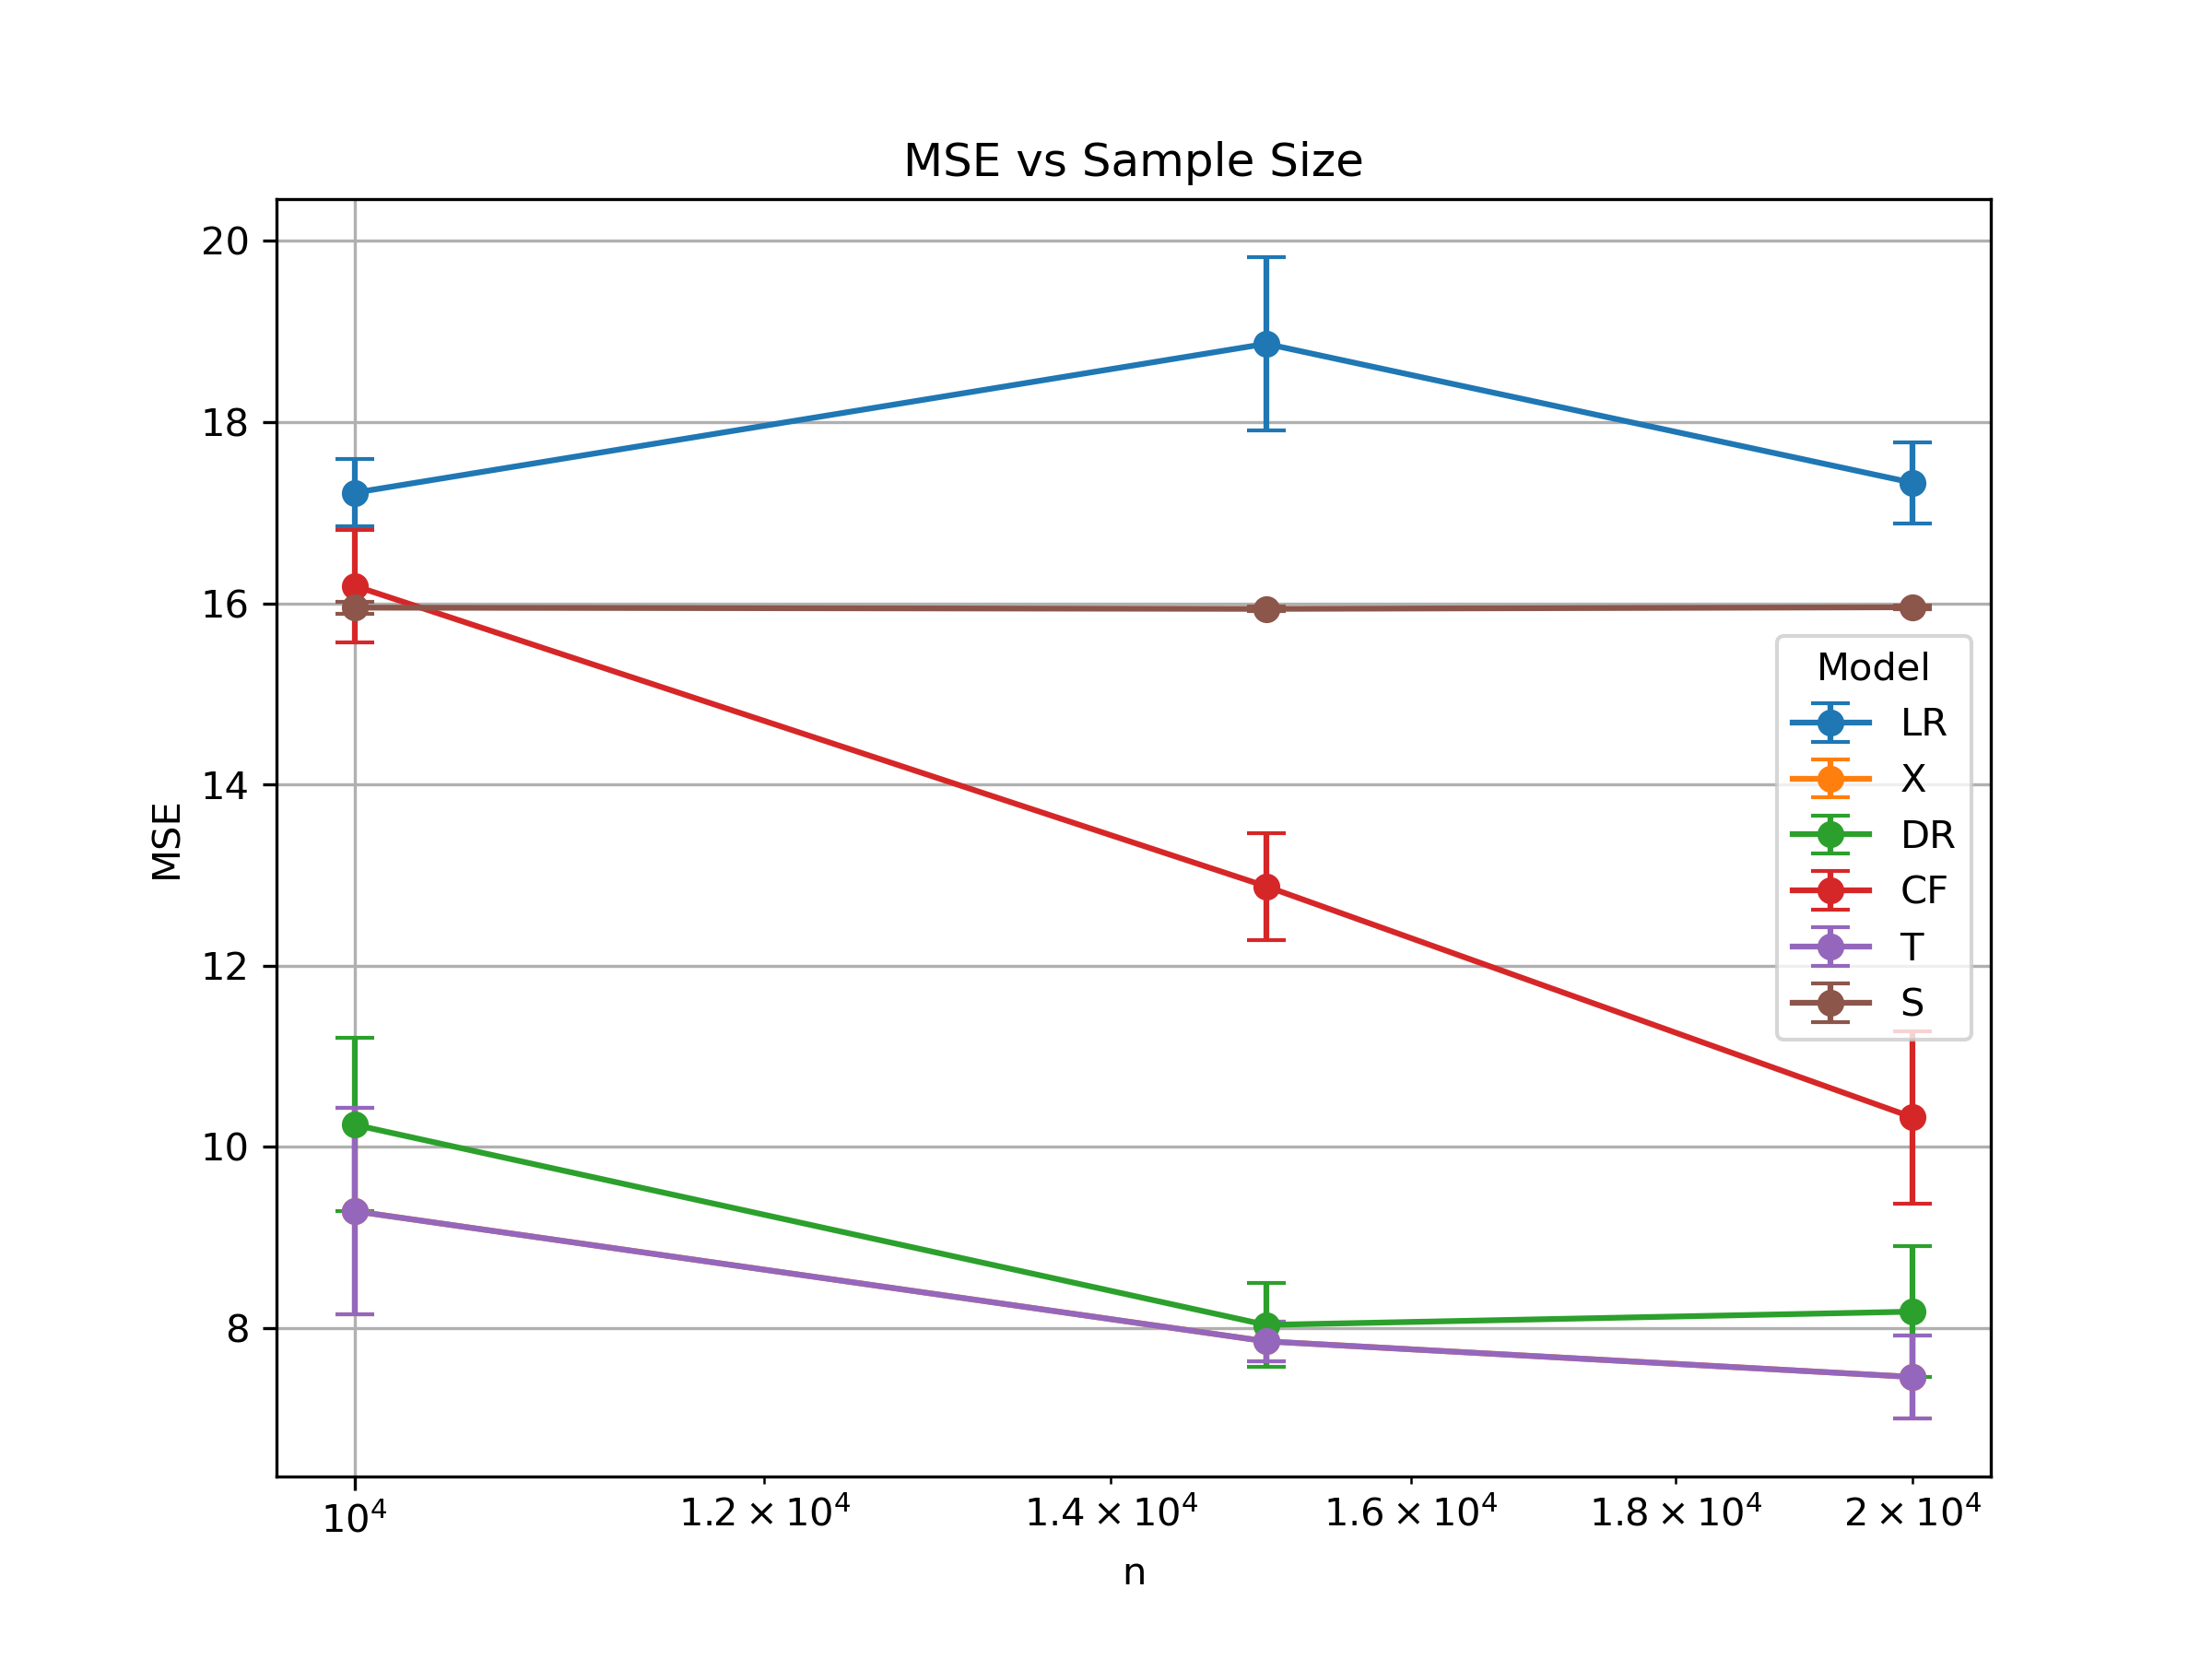 MSE vs Sample Size
20
18
16
14
12
10
8
MSE
Model
LR
X
DR
CF
T
S
10⁴
1.2 × 10⁴
1.4 × 10⁴
1.6 × 10⁴
1.8 × 10⁴
2 × 10⁴
n